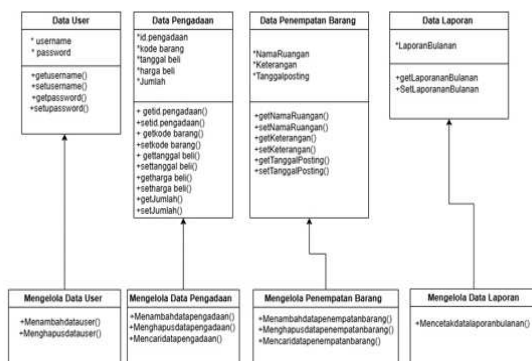 Data User
* username
* password
+getusername()
+setusername()
+getpassword()
+setupassword()
Data Pengadaan
*id.pengadaan
*kode barang
*tanggal beli
*harga beli
*Jumlah
+ getid.pengadaan()
+setid.pengadaan()
+ getkode barang()
+setkode barang()
+ gettanggal beli()
+settanggal beli()
+getharga beli()
+setharga beli()
+getJumlah()
+setJumlah()
Data Penempatan Barang
*NamaRuangan
*Keterangan
*Tanggalposting
+getNamaRuangan()
+setNamaRuangan()
+getKeterangan()
+setKeterangan()
+getTanggalPosting()
+setTanggalPosting()
Data Laporan
*LaporanBulanan
+getLaporananBulanan
+SetLaporananBulanan
Mengelola Data User
+Menambahdatauser()
+Menghapusdatauser()
Mengelola Data Pengadaan
+Menambahdatapengadaan()
+Menghapusdatapengadaan()
+Mencaridatapengadaan()
Mengelola Penempatan Barang
+Menambahdatapenempatanbarang()
+Menghapusdatapenempatanbarang()
+Mencaridatapenempatanbarang()
Mengelola Data Laporan
+Mencetakdatalaporanbulanan()